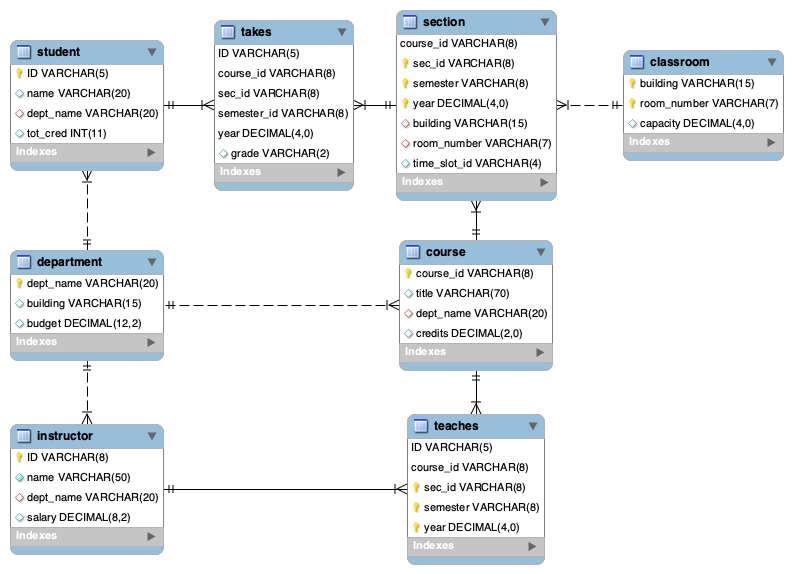 student
ID VARCHAR(5)
name VARCHAR(20)
dept_name VARCHAR(20)
tot_cred INT(11)
Indexes
takes
ID VARCHAR(5)
course_id VARCHAR(8)
sec_id VARCHAR(8)
semester_id VARCHAR(8)
year DECIMAL(4,0)
grade VARCHAR(2)
Indexes
section
course_id VARCHAR(8)
sec_id VARCHAR(8)
semester VARCHAR(8)
year DECIMAL(4,0)
building VARCHAR(15)
room_number VARCHAR(7)
time_slot_id VARCHAR(4)
Indexes
classroom
building VARCHAR(15)
room_number VARCHAR(7)
capacity DECIMAL(4,0)
Indexes
department
dept_name VARCHAR(20)
building VARCHAR(15)
budget DECIMAL(12,2)
Indexes
course
course_id VARCHAR(8)
title VARCHAR(70)
dept_name VARCHAR(20)
credits DECIMAL(2,0)
Indexes
instructor
ID VARCHAR(8)
name VARCHAR(50)
dept_name VARCHAR(20)
salary DECIMAL(8,2)
Indexes
teaches
ID VARCHAR(5)
course_id VARCHAR(8)
sec_id VARCHAR(8)
semester VARCHAR(8)
year DECIMAL(4,0)
Indexes